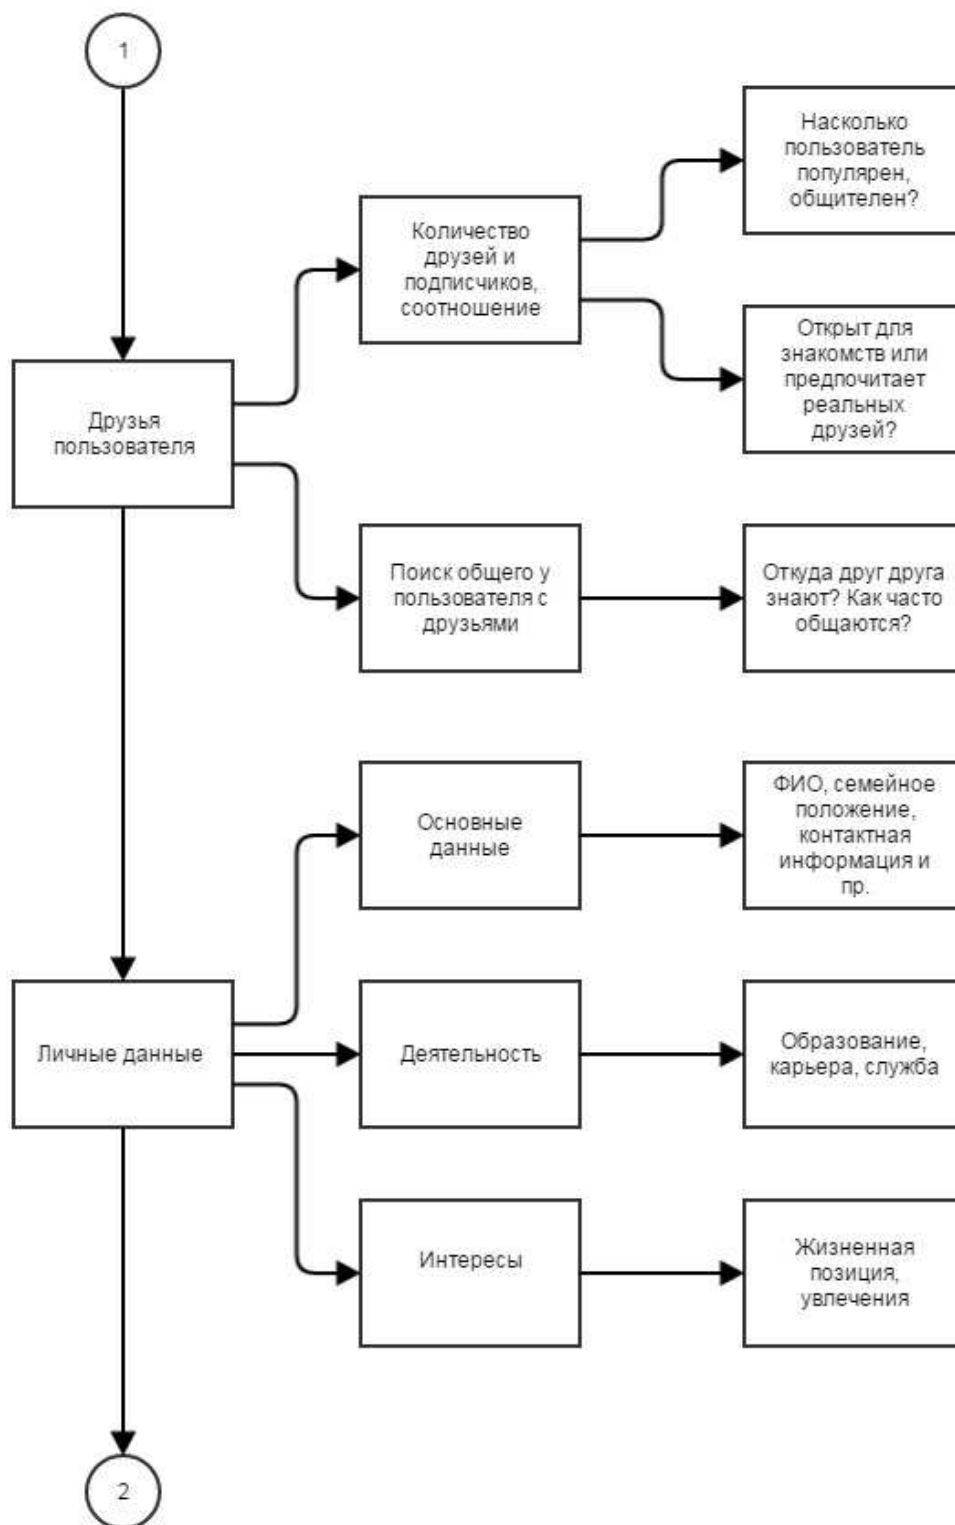 1
Насколько
пользователь
популярен,
общителен?
Количество
друзей и
подписчиков,
соотношение
Открыт для
знакомств или
предпочитает
реальных
друзей?
Друзья
пользователя
Поиск общего у
пользователя с
друзьями
Откуда друг друга
знают? Как часто
общаются?
Основные
данные
ФИО, семейное
положение,
контактная
информация и
пр.
Личные данные
Деятельность
Образование,
карьера, служба
Интересы
Жизненная
позиция,
увлечения
2